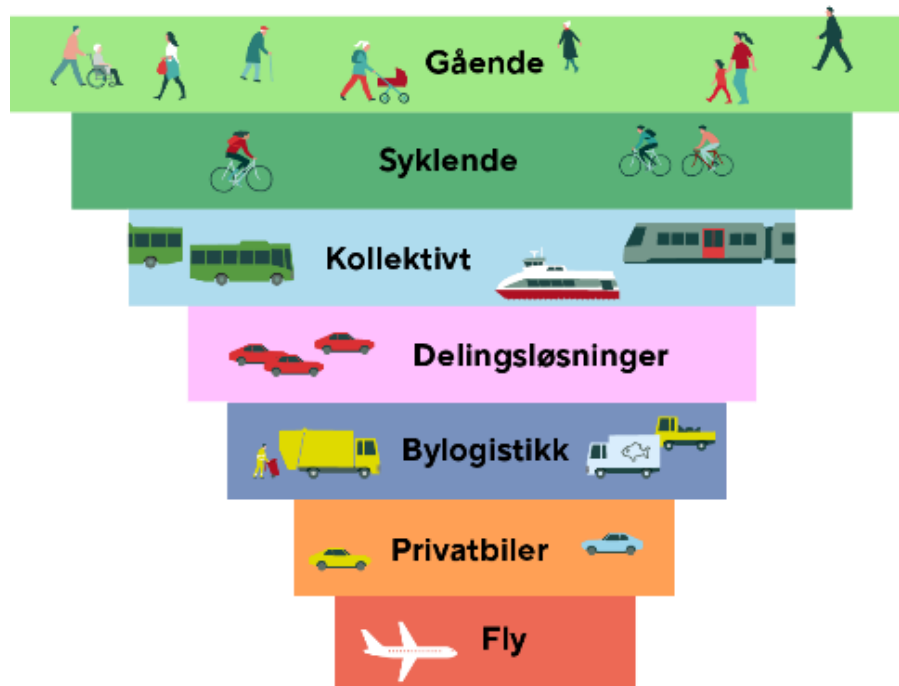 Gående
Syklende
Kollektivt
Delingsløsninger
Bylogistikk
Privatbiler
Fly